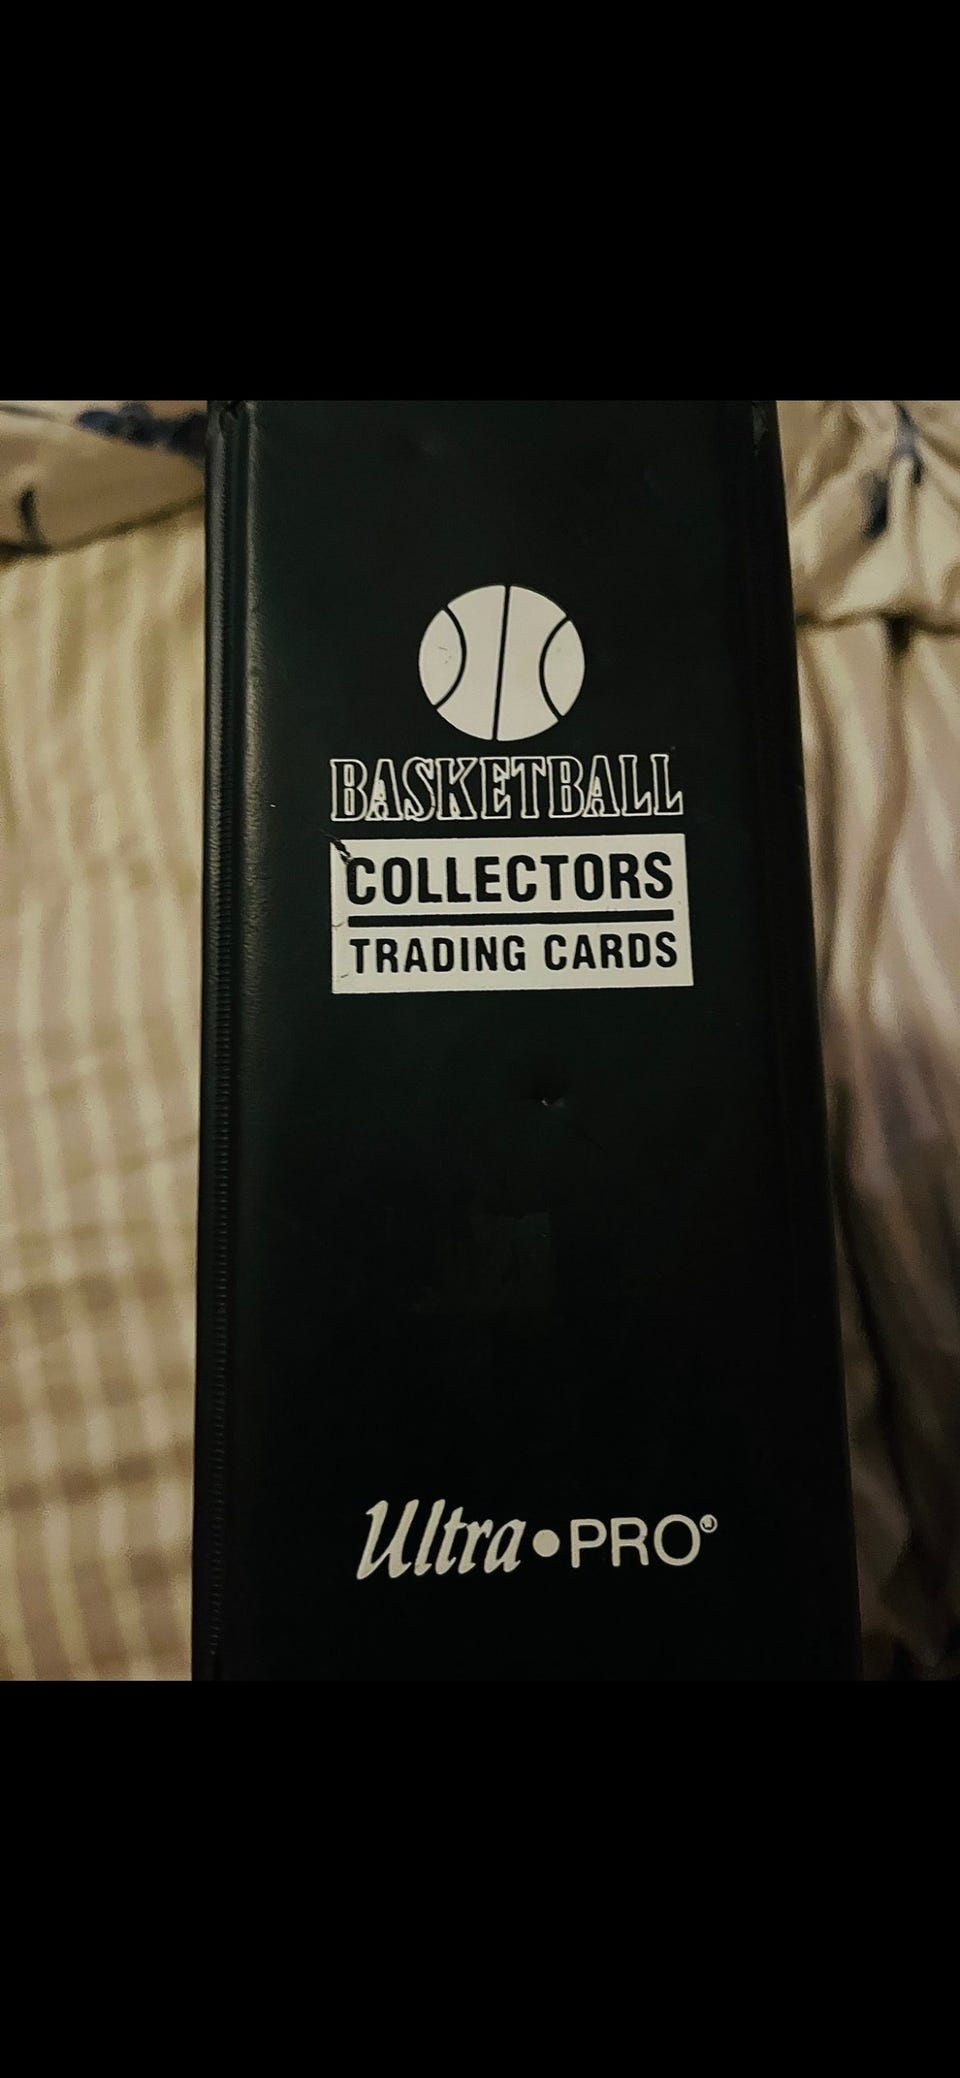 BASKETBALL
COLLECTORS
TRADING CARDS
Ultra•PRO®